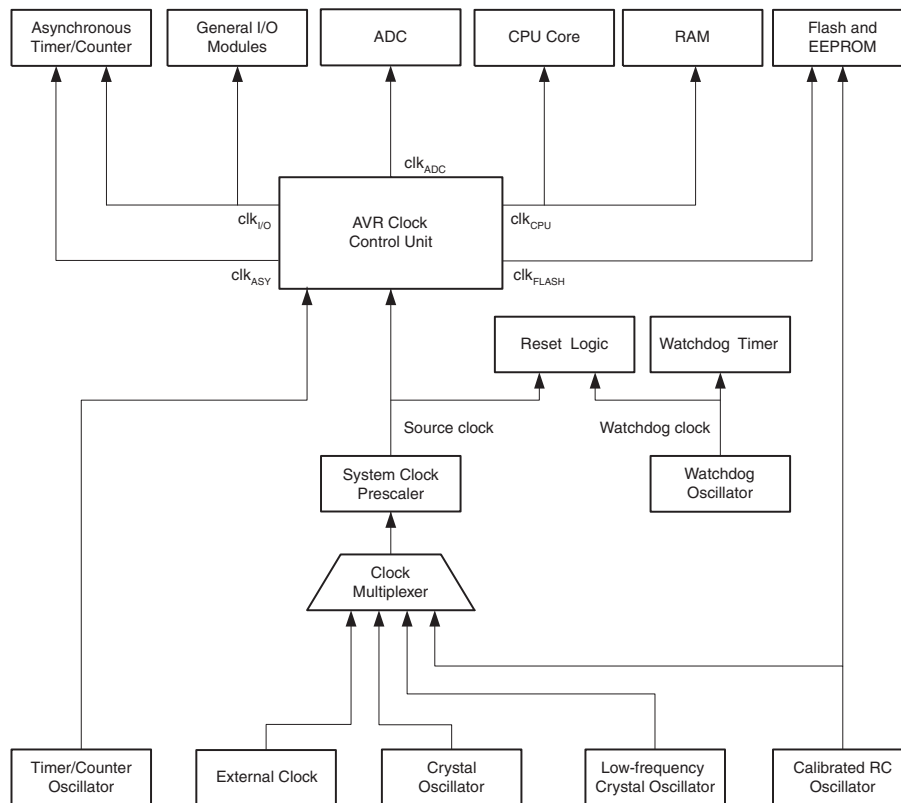 Asynchronous
Timer/Counter
General I/O
Modules
ADC
CPU Core
RAM
Flash and
EEPROM
clkADC
clkI/O
AVR Clock
Control Unit
clkCPU
clkASY
clkFLASH
Reset Logic
Watchdog Timer
Source clock
Watchdog clock
System Clock
Prescaler
Watchdog
Oscillator
Clock
Multiplexer
Timer/Counter
Oscillator
External Clock
Crystal
Oscillator
Low-frequency
Crystal Oscillator
Calibrated RC
Oscillator